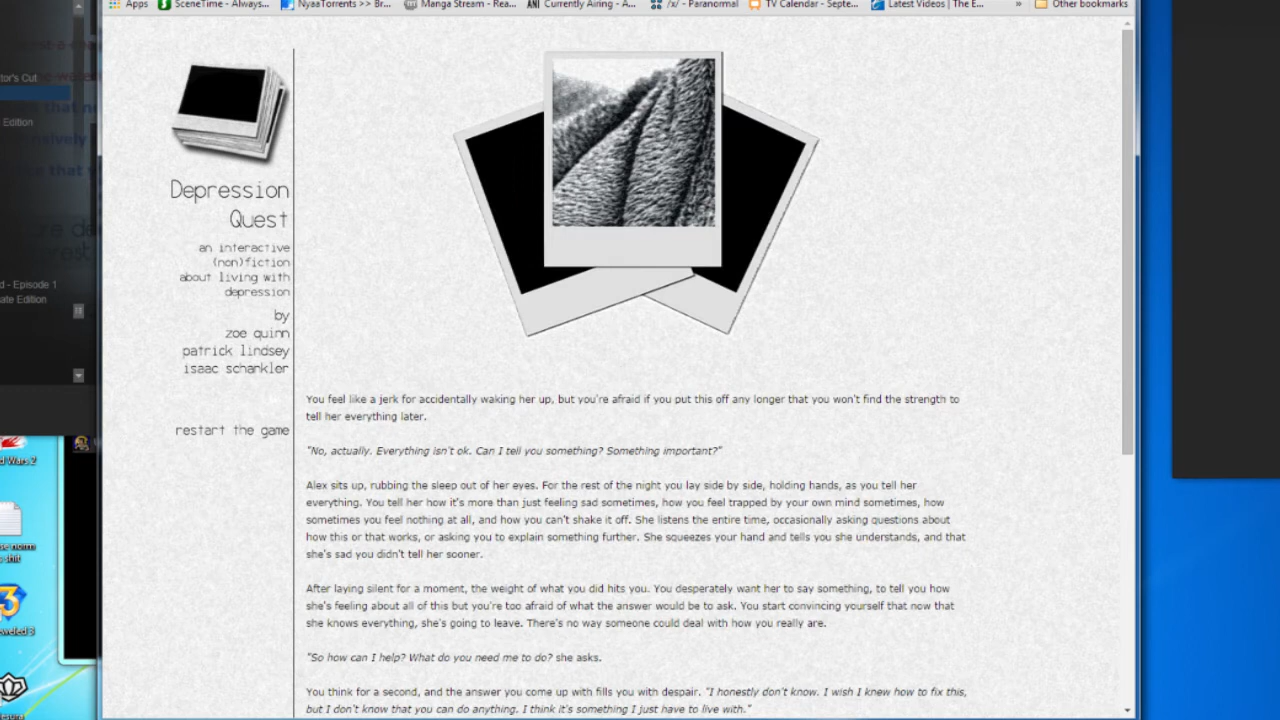 Apps SceneTime - Always... NyaaTorrents >> Br... Manga Stream - Rea... Currently Airing - A... /x/ - Paranormal TV Calendar - Septe... Latest Videos | The E... » Other bookmarks
tor's Cut
Edition
d - Episode 1
ate Edition
d Wars 2
se norm
shit
eweled 3
Depression
Quest
an interactive
(non)fiction
about living with
depression
by
zoe quinn
patrick lindsey
isaac schankler
restart the game
You feel like a jerk for accidentally waking her up, but you're afraid if you put this off any longer that you won't find the strength to
tell her everything later.
"No, actually. Everything isn't ok. Can I tell you something? Something important?"
Alex sits up, rubbing the sleep out of her eyes. For the rest of the night you lay side by side, holding hands, as you tell her
everything. You tell her how it's more than just feeling sad sometimes, how you feel trapped by your own mind sometimes, how
sometimes you feel nothing at all, and how you can't shake it off. She listens the entire time, occasionally asking questions about
how this or that works, or asking you to explain something further. She squeezes your hand and tells you she understands, and that
she's sad you didn't tell her sooner.
After laying silent for a moment, the weight of what you did hits you. You desperately want her to say something, to tell you how
she's feeling about all of this but you're too afraid of what the answer would be to ask. You start convincing yourself that now that
she knows everything, she's going to leave. There's no way someone could deal with how you really are.
"So how can I help? What do you need me to do? she asks.
You think for a second, and the answer you come up with fills you with despair. "I honestly don't know. I wish I knew how to fix this,
but I don't know that you can do anything. I think it's something I just have to live with."